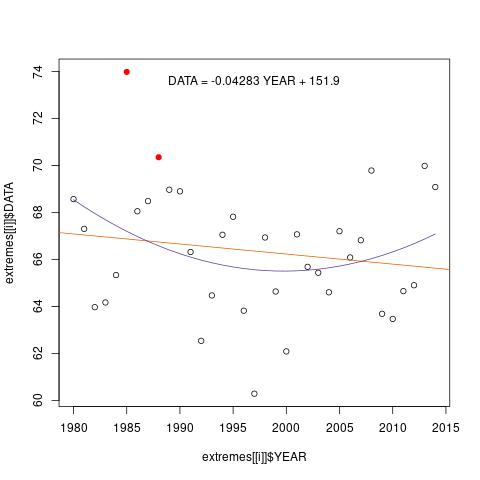 DATA = -0.04283 YEAR + 151.9
74
72
70
68
66
64
62
60
extremes[[i]]$DATA
1980 1985 1990 1995 2000 2005 2010 2015
extremes[[i]]$YEAR